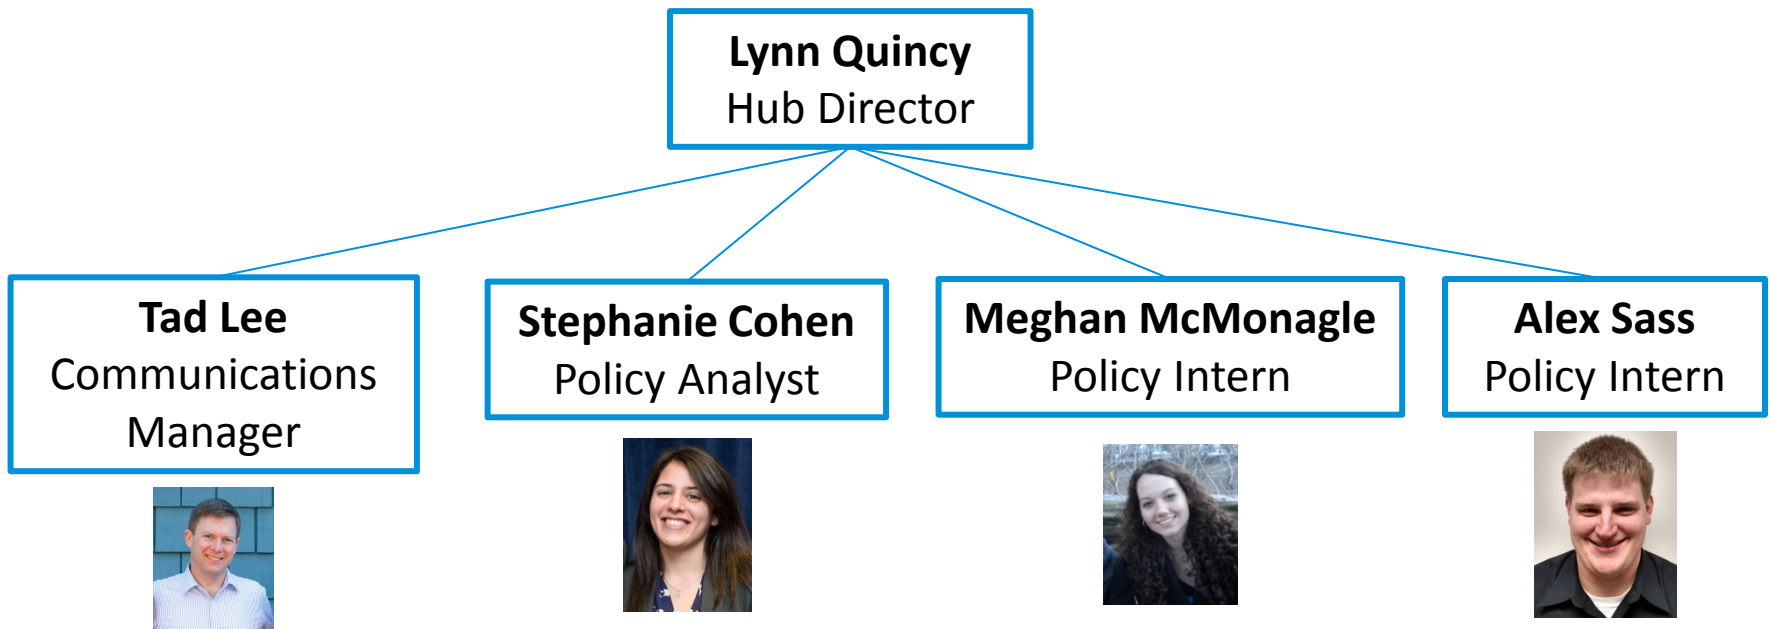 Lynn Quincy
Hub Director
Tad Lee
Communications
Manager
Stephanie Cohen
Policy Analyst
Meghan McMonagle
Policy Intern
Alex Sass
Policy Intern